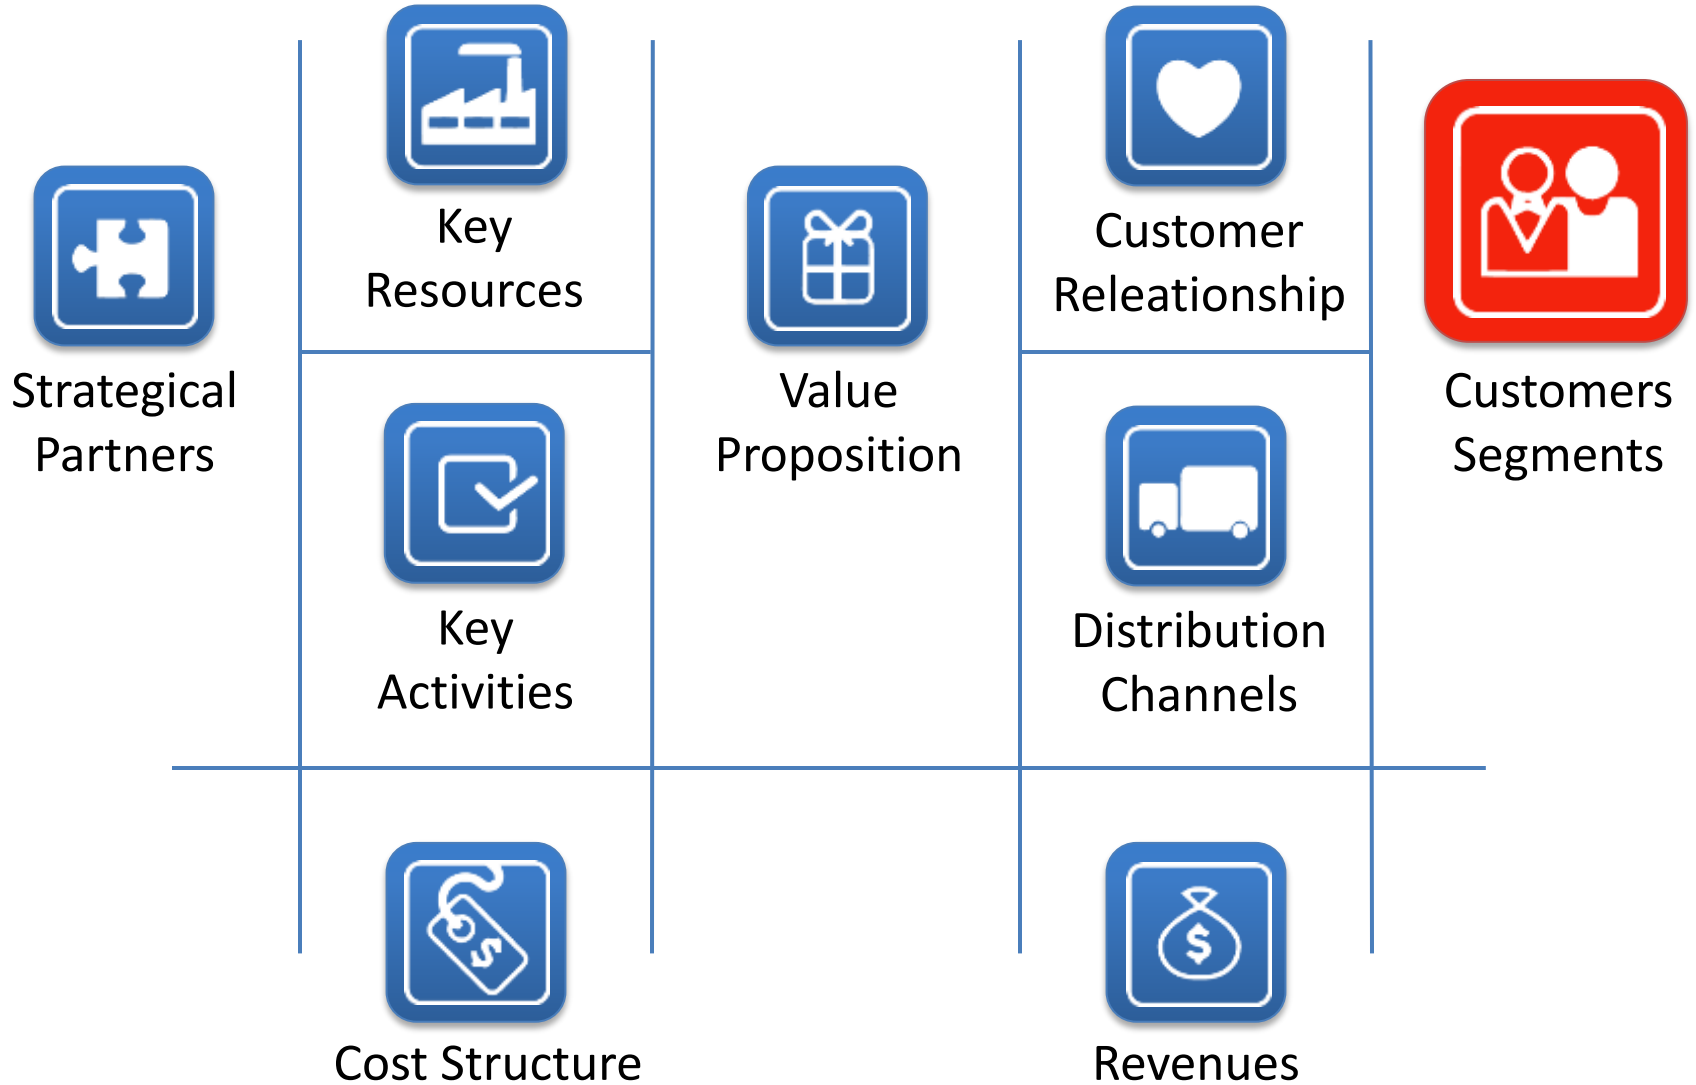 Strategical
Partners
Key
Resources
Key
Activities
Value
Proposition
Customer
Releationship
Distribution
Channels
Customers
Segments
$
Cost Structure
$
Revenues